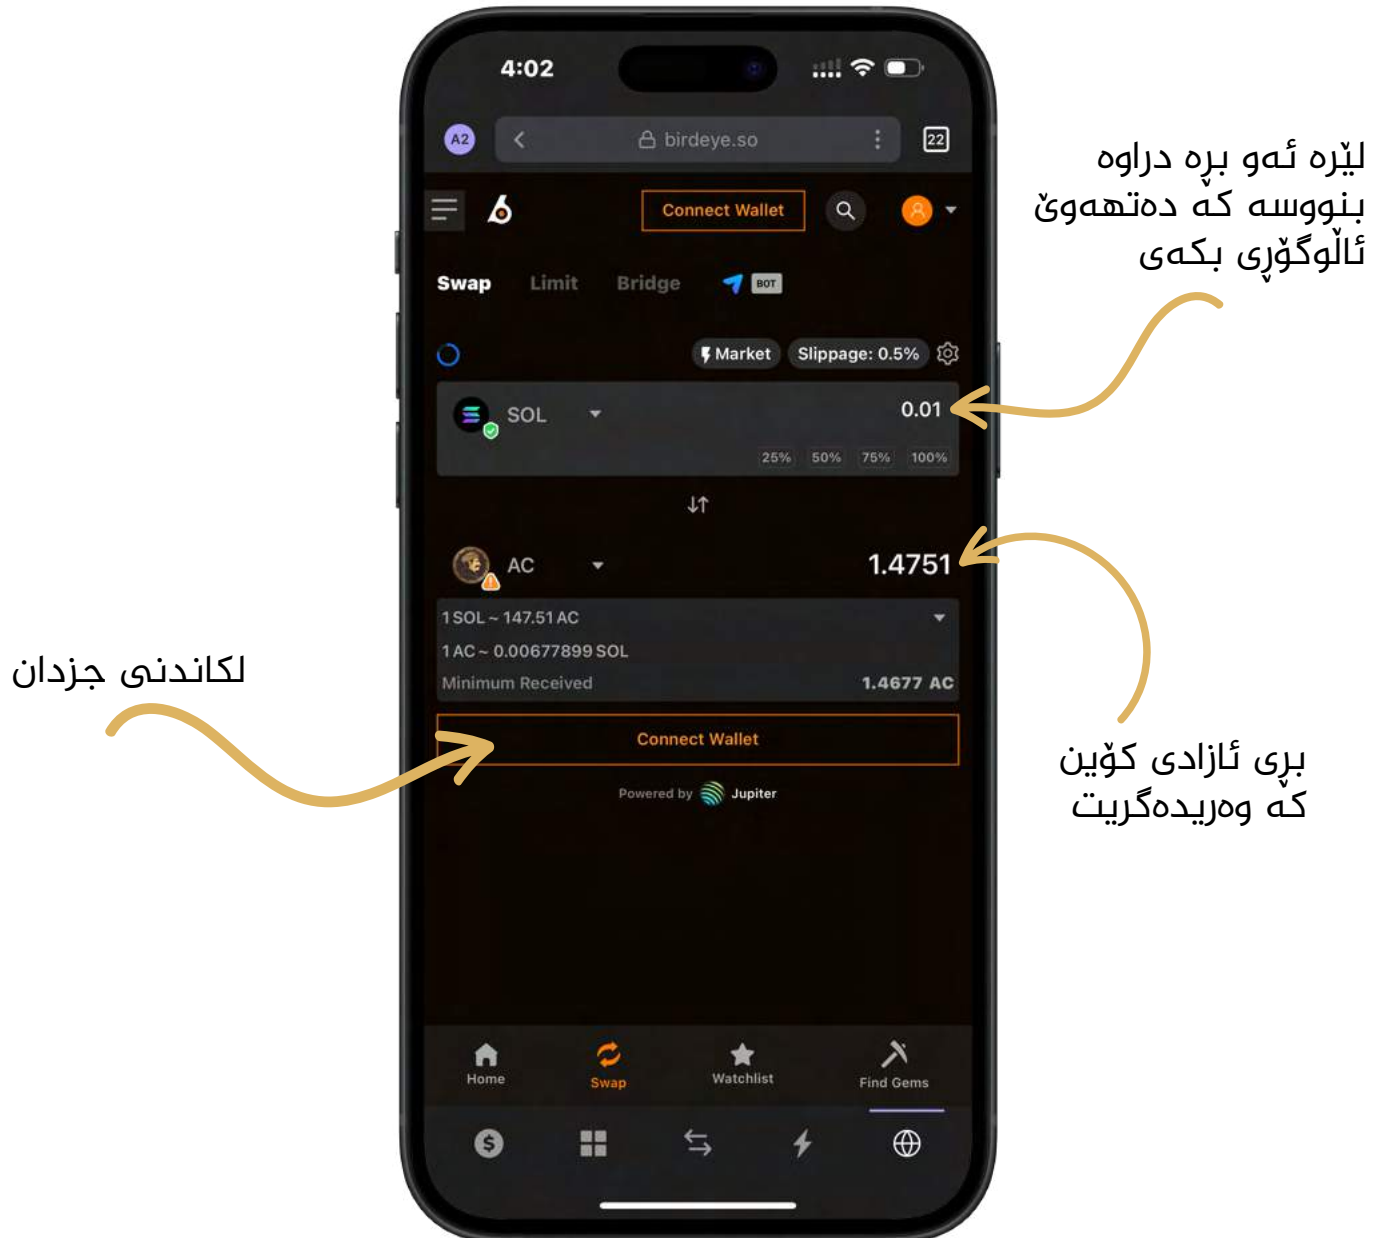 4:02
A2
birdeye.so
22
Connect Wallet
Swap Limit Bridge BOT
Market Slippage: 0.5%
SOL 0.01
25% 50% 75% 100%
AC 1.4751
1 SOL ~ 147.51 AC
1 AC ~ 0.00677899 SOL
Minimum Received 1.4677 AC
Connect Wallet
Powered by Jupiter
Home Swap Watchlist Find Gems
لێرە ئەو بڕە دراوە
بنووسە کە دەتهەوێ
ئاڵوگۆڕی بکەی
بڕی ئازادی کۆین
کە وەریدەگریت
لکاندنی جزدان